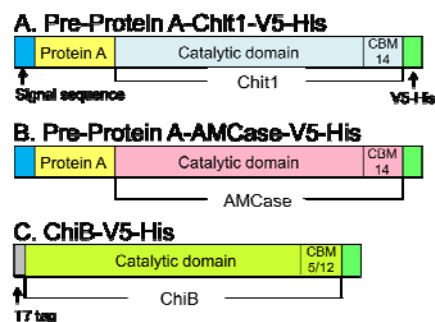 A. Pre-Protein A-Chit1-V5-His
Protein A Catalytic domain CBM 14
Signal sequence Chit1 V5-His
B. Pre-Protein A-AMCase-V5-His
Protein A Catalytic domain CBM 14
AMCase
C. ChiB-V5-His
Catalytic domain CBM 5/12
ChiB
T7 tag